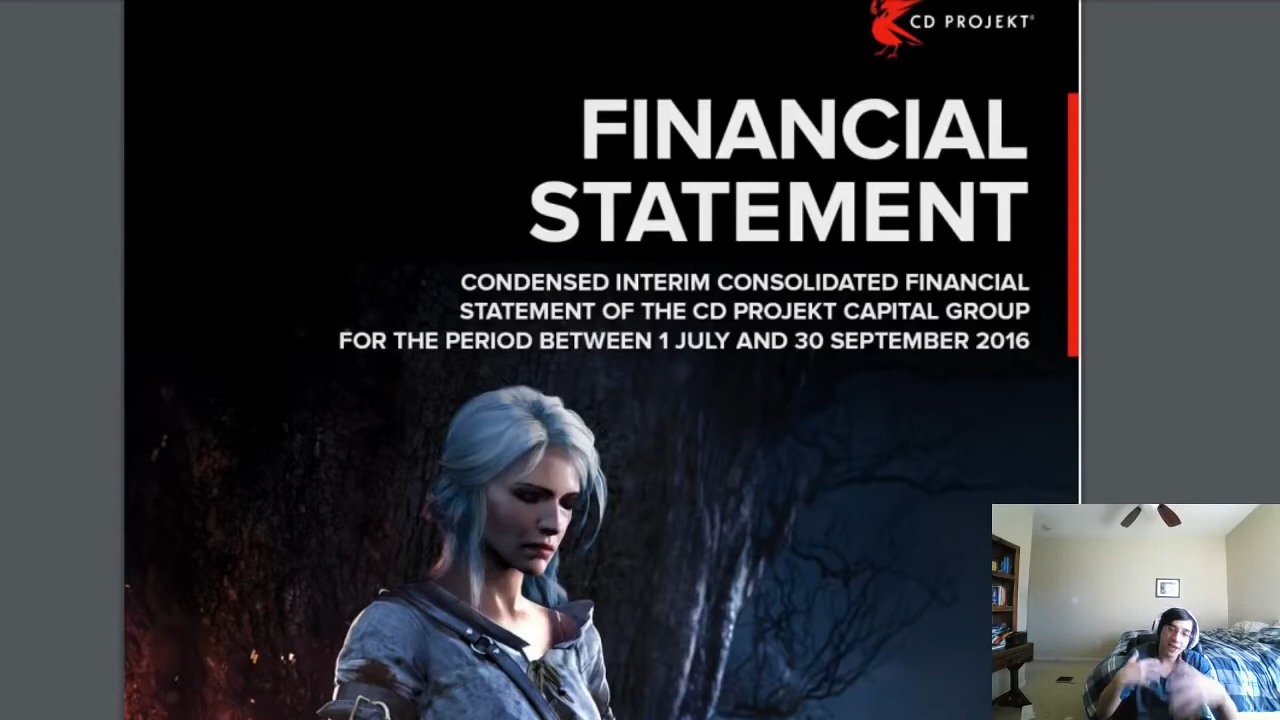 CD PROJEKT®
FINANCIAL
STATEMENT
CONDENSED INTERIM CONSOLIDATED FINANCIAL
STATEMENT OF THE CD PROJEKT CAPITAL GROUP
FOR THE PERIOD BETWEEN 1 JULY AND 30 SEPTEMBER 2016